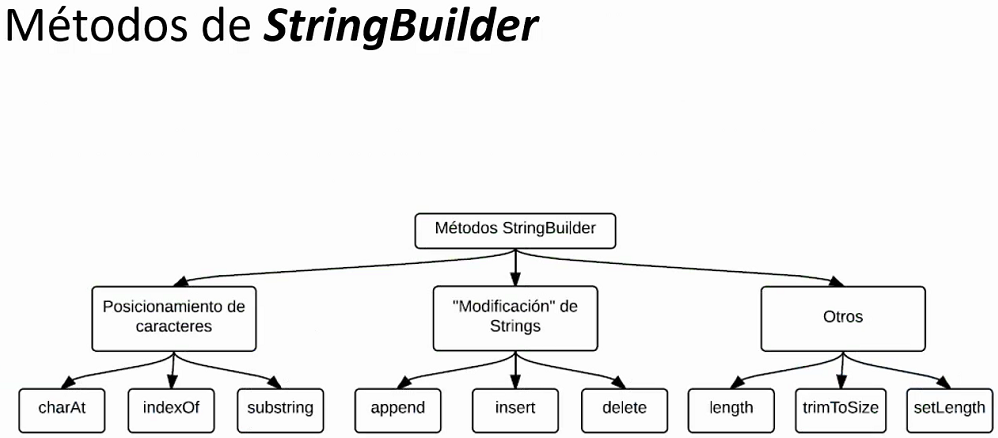 Métodos de StringBuilder
Métodos StringBuilder
Posicionamiento de
caracteres
"Modificación" de
Strings
Otros
charAt
indexOf
substring
append
insert
delete
length
trimToSize
setLength